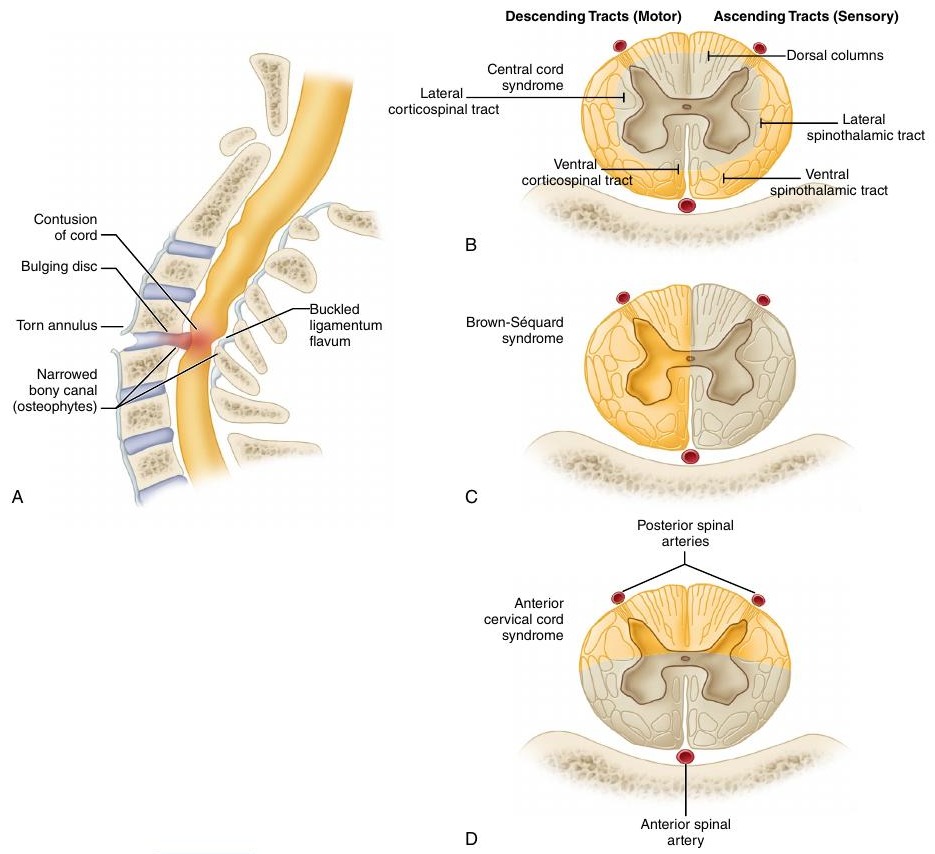 Descending Tracts (Motor)
Ascending Tracts (Sensory)
Dorsal columns
Central cord
syndrome
Lateral
corticospinal tract
Lateral
spinothalamic tract
Ventral
corticospinal tract
Ventral
spinothalamic tract
B
Contusion
of cord
Bulging disc
Torn annulus
Narrowed
bony canal
(osteophytes)
Buckled
ligamentum
flavum
A
Brown-Séquard
syndrome
C
Posterior spinal
arteries
Anterior
cervical cord
syndrome
Anterior spinal
artery
D